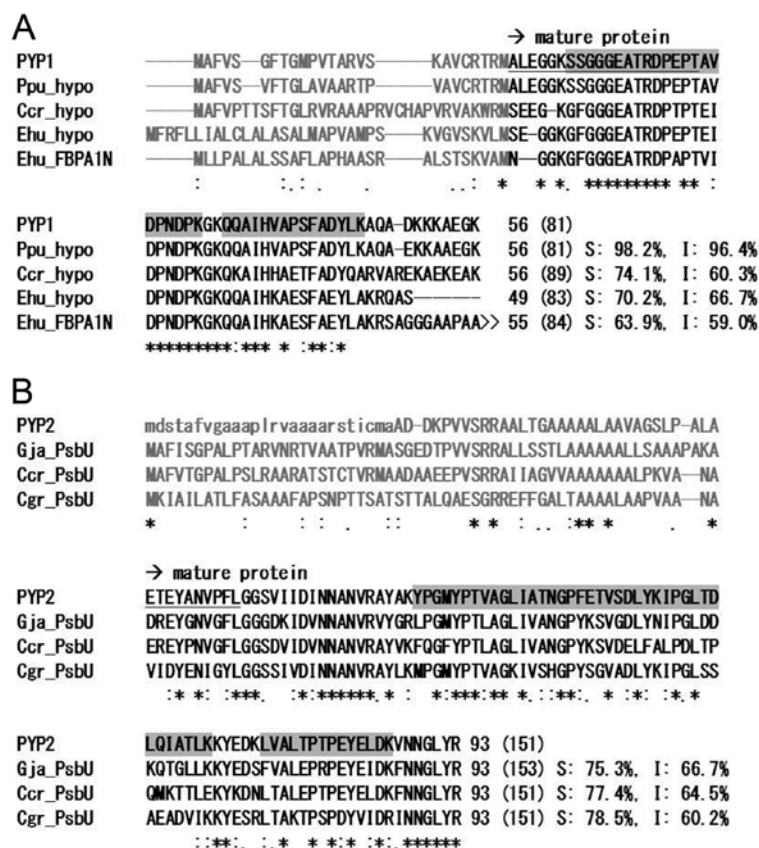 A
→ mature protein
PYP1 -----MAFVS--GFTGMPVTARVS-----KAVCRTRMALEGGKSSGGGEATRDPEPTAV
Ppu_hypo -----MAFVS--VFTGLAVAARTP-----VAVCRTRMALEGGKSSGGGEATRDPEPTAV
Ccr_hypo -----MAFVPTTSFTGLRVRAAAPRVCHAPVRVAKWRMSEEG-KGFGGGEATRDPTPTEI
Ehu_hypo MFRFLLIALCLALASALMAPVAMPS----KVGVSKVLMSE-GGKGFGGGEATRDPEPTEI
Ehu_FBPA1N -----MLLPALALSSAFLAPHAASR----ALSTSKVAMN--GGKGFGGGEATRDPAPTVI
: :.: . ..: * * *. ********* ** :
PYP1 DPNDPKGKQQAIHVAPSFADYLKAQA-DKKKAEGK 56 (81)
Ppu_hypo DPNDPKGKQQAIHVAPSFADYLKAQA-EKKAAEGK 56 (81) S: 98.2%, I: 96.4%
Ccr_hypo DPNDPKGKQKAIHHAETFADYQARVAREKAEKEAK 56 (89) S: 74.1%, I: 60.3%
Ehu_hypo DPNDPKGKQQAIHKAESFAEYLAKRQAS------ 49 (83) S: 70.2%, I: 66.7%
Ehu_FBPA1N DPNDPKGKQQAIHKAESFAEYLAKRSAGGGAAPAA>> 55 (84) S: 63.9%, I: 59.0%
*********:*** * :**:*
B
PYP2 mdstafvgaaaplrvaaaarsticmaAD-DKPVVSRRAALTGAAAAALAAVAGSLP-ALA
Gja_PsbU MAFISGPALPTARVNRTVAATPVRMASGEDTPVSRRALLSSTLAAAAALLSAAAPAKA
Ccr_PsbU MAFVTGPALPSLRAARATSTCTVRMAADAAEEPVSRRAIIAGVVAAAAAALPKVA--NA
Cgr_PsbU MKIAILATLFASAAAFAPSNPTTSATSTTALQAESGRREFFGALTAAAALAAPVAA--NA
* : : . :: * * : .. :** * . *
→ mature protein
PYP2 ETEYANVPFLGGSVIIDINNANVRAYAKYPGMYPTVAGLIATNGPFETVSDLYKIPGLTD
Gja_PsbU DREYGNVGFLGGGDKIDVNNANVRVYGRLPGMYPTLAGLIVANGPYKSVGDLYNIPGLDD
Ccr_PsbU EREYPNVGFLGGSDVIDVNNANVRAYVKFQGFYPTVAGLIVANGPYKSVDELFALPDLTP
Cgr_PsbU VIDYENIGYLGGSSIVDINNANVRAYLKMPGMYPTVAGKIVSHGPYSGVADLYNIPGLSS
:* *: :*** :*:******.* : *:***:** *.::**:. * :*: :*.*
PYP2 LQIATLKKYEDKLVALTPTPEYELDKVNNGLYR 93 (151)
Gja_PsbU KQTGLLKKYEDSFVALEPRPEYEIDKFNNGLYR 93 (153) S: 75.3%, I: 66.7%
Ccr_PsbU QMKTTLEKYKDNLTALEPTPEYELDKFNNGLYR 93 (151) S: 77.4%, I: 64.5%
Cgr_PsbU AEADVIKKYESRLTAKTPSPDYVIDRINNGLYR 93 (151) S: 78.5%, I: 60.2%
::**:. :.* * *:* :*:.******